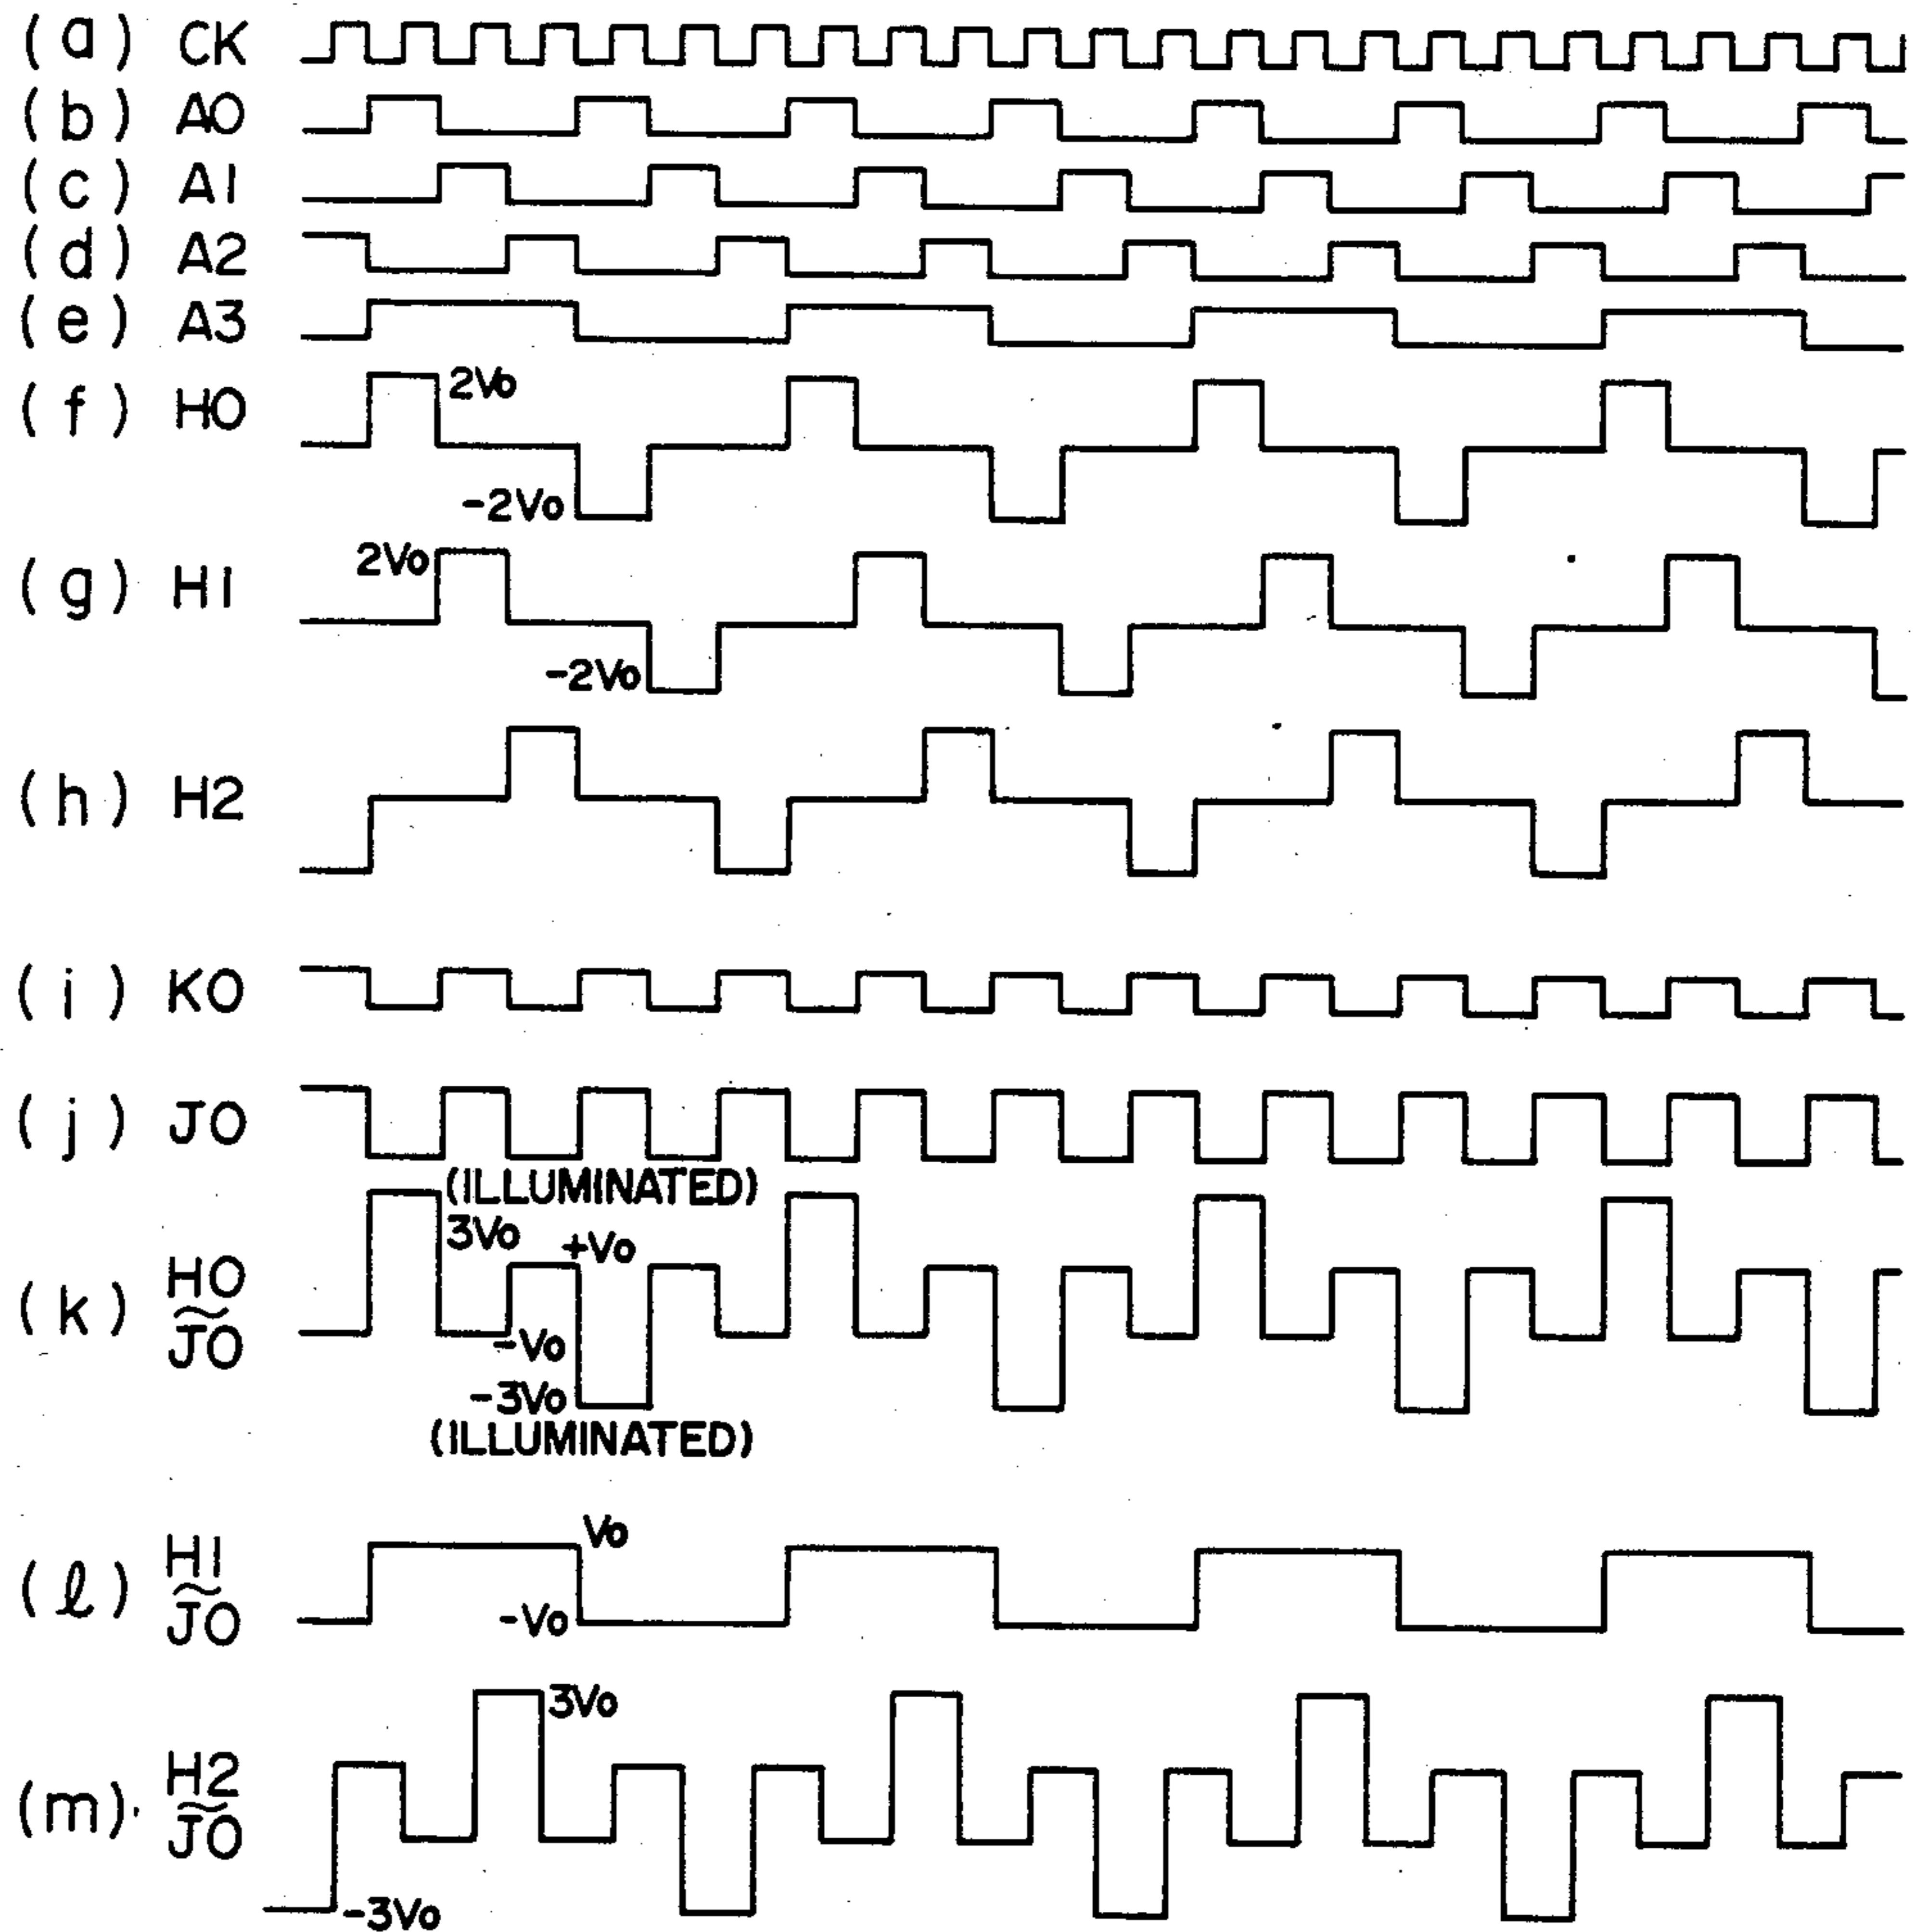 (a) CK
(b) A0
(c) A1
(d) A2
(e) A3
(f) H0
2Vo
-2Vo
(g) H1
2Vo
-2Vo
(h) H2
(i) K0
(j) J0
(ILLUMINATED)
(k) H0
~
J0
3Vo
+Vo
-Vo
-3Vo
(ILLUMINATED)
(ℓ) H1
~
J0
Vo
-Vo
(m) H2
~
J0
3Vo
-3Vo